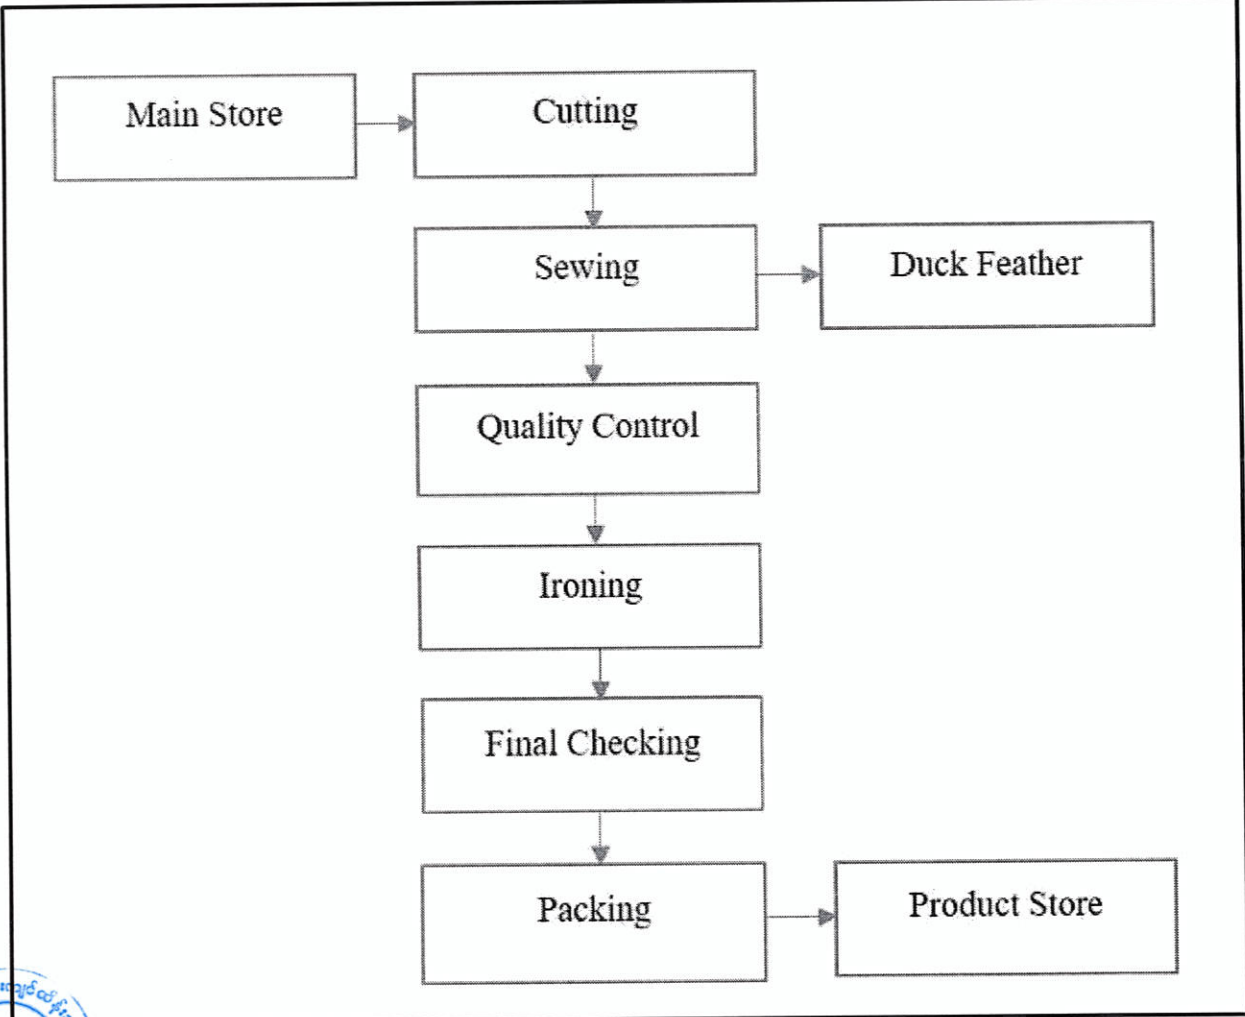 Main Store
Cutting
Sewing
Duck Feather
Quality Control
Ironing
Final Checking
Packing
Product Store